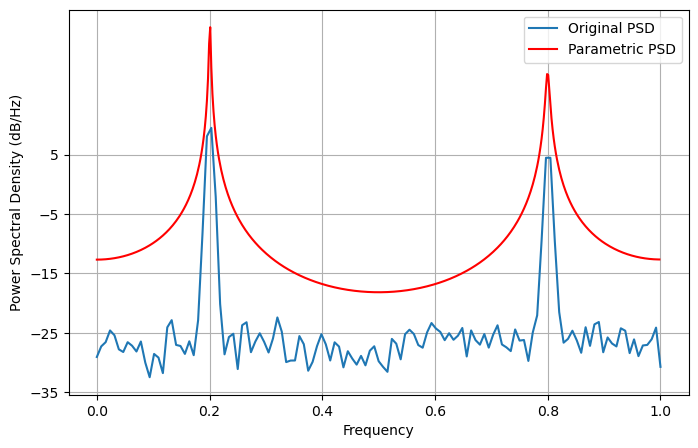 Original PSD
Parametric PSD
Power Spectral Density (dB/Hz)
5
−5
−15
−25
−35
0.0 0.2 0.4 0.6 0.8 1.0
Frequency